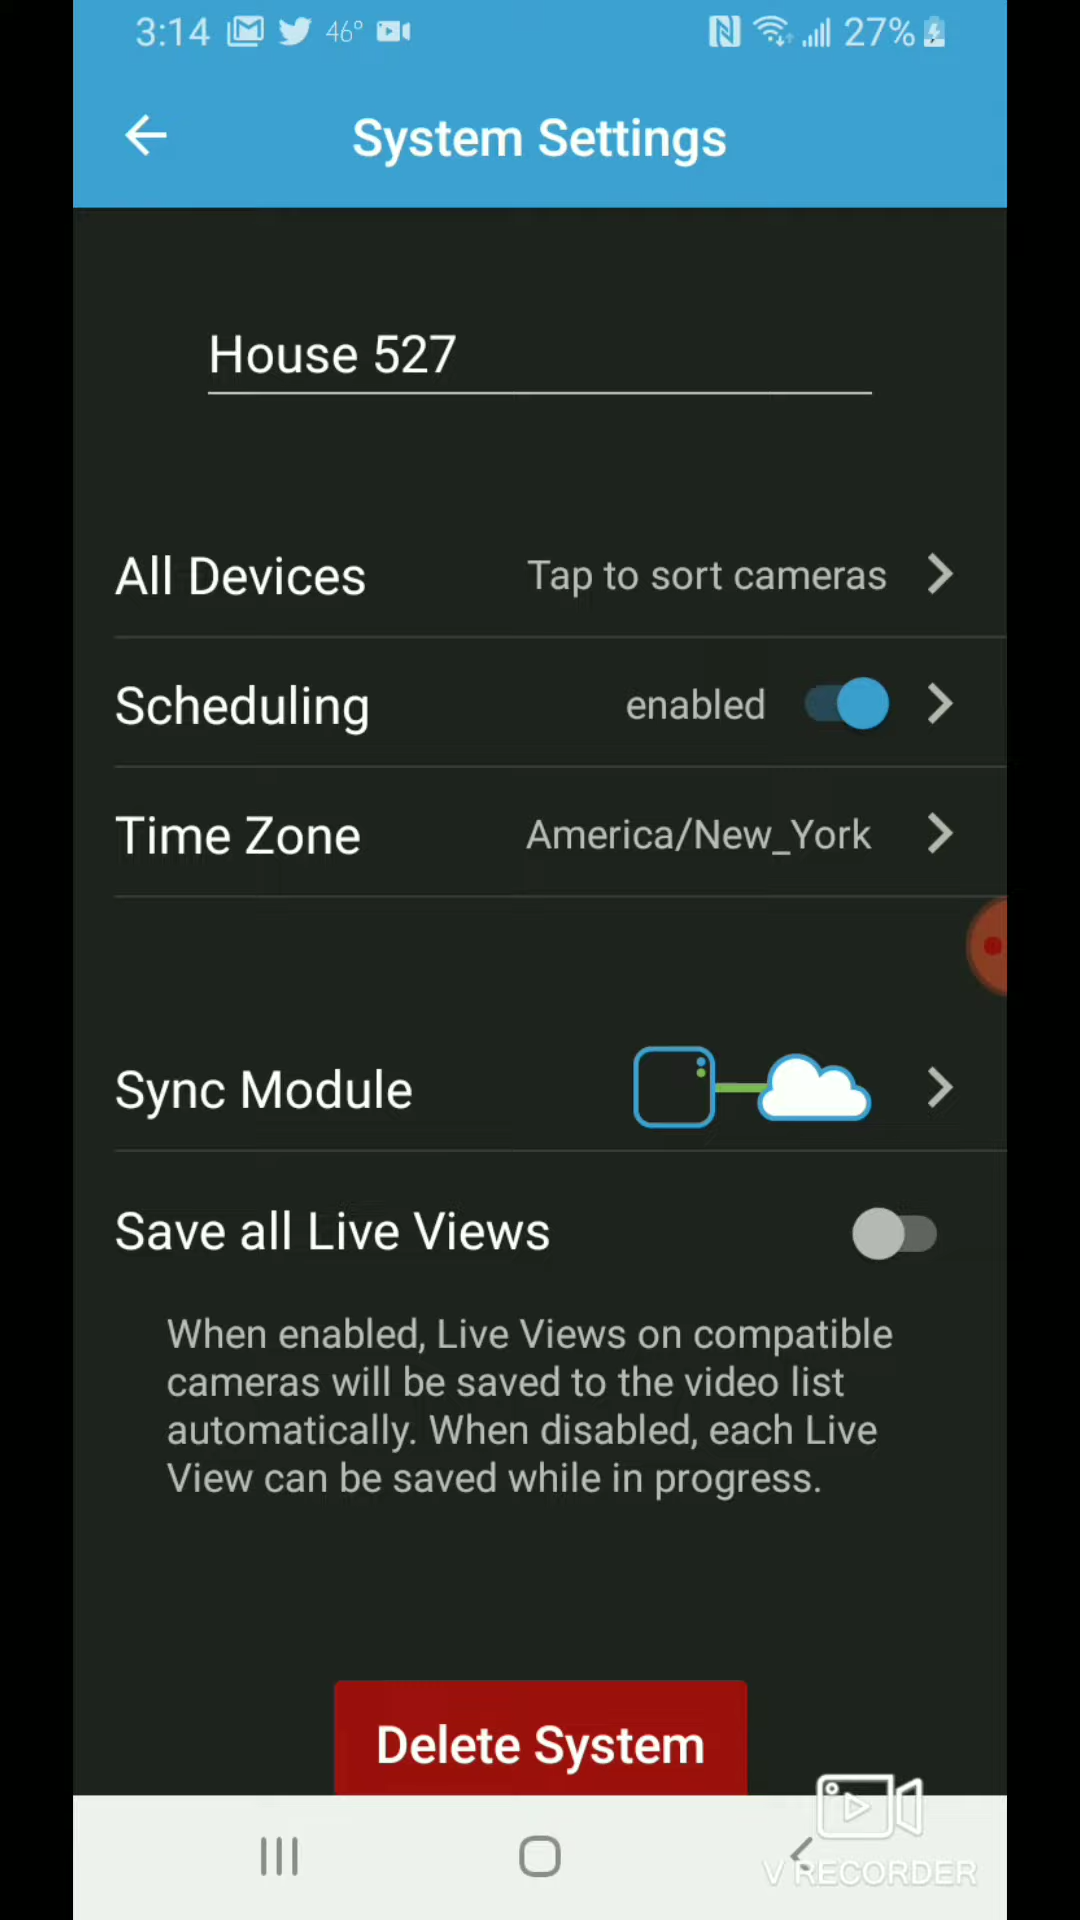 3:14 46° 27%
System Settings
House 527
All Devices Tap to sort cameras
Scheduling enabled
Time Zone America/New_York
Sync Module
Save all Live Views
When enabled, Live Views on compatible
cameras will be saved to the video list
automatically. When disabled, each Live
View can be saved while in progress.
Delete System
V RECORDER